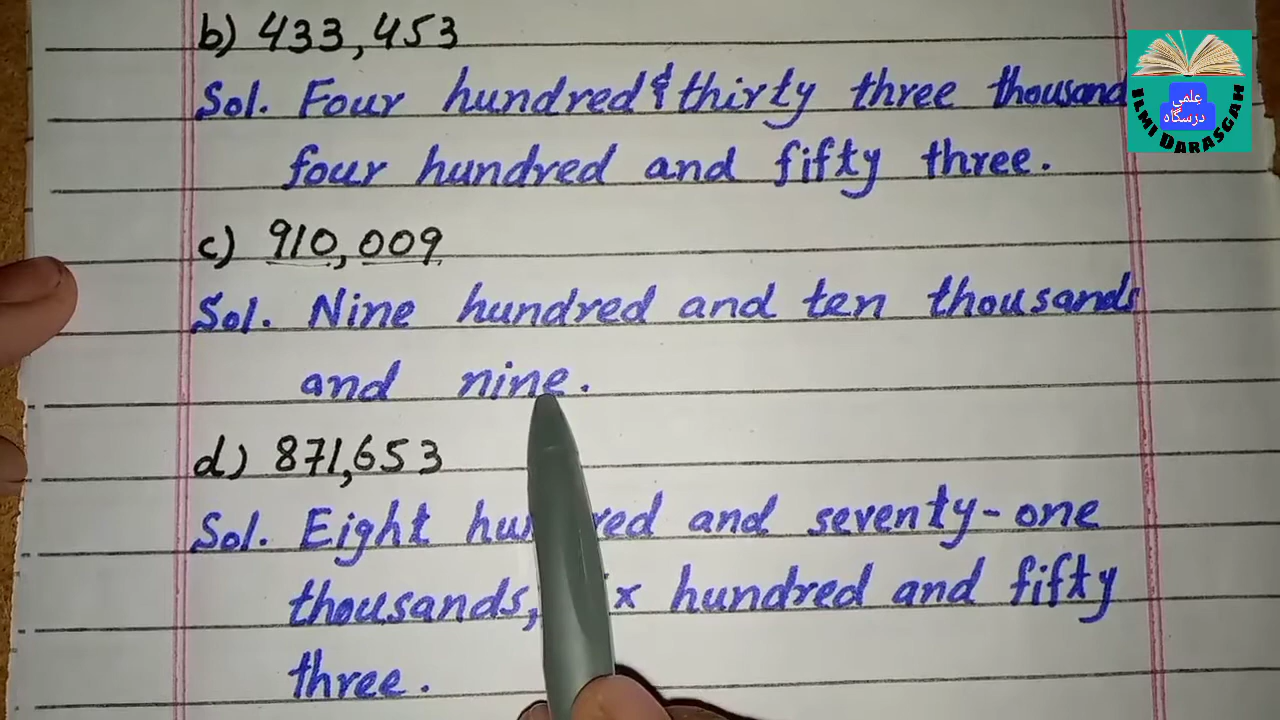 b) 433,453
Sol. Four hundred & thirty three thousand
four hundred and fifty three.
c) 910,009
Sol. Nine hundred and ten thousands
and nine.
d) 871,653
Sol. Eight and seventy-one
thousands, hundred and fifty
three.
علمی
درسگاہ
ILMI DARASGAH